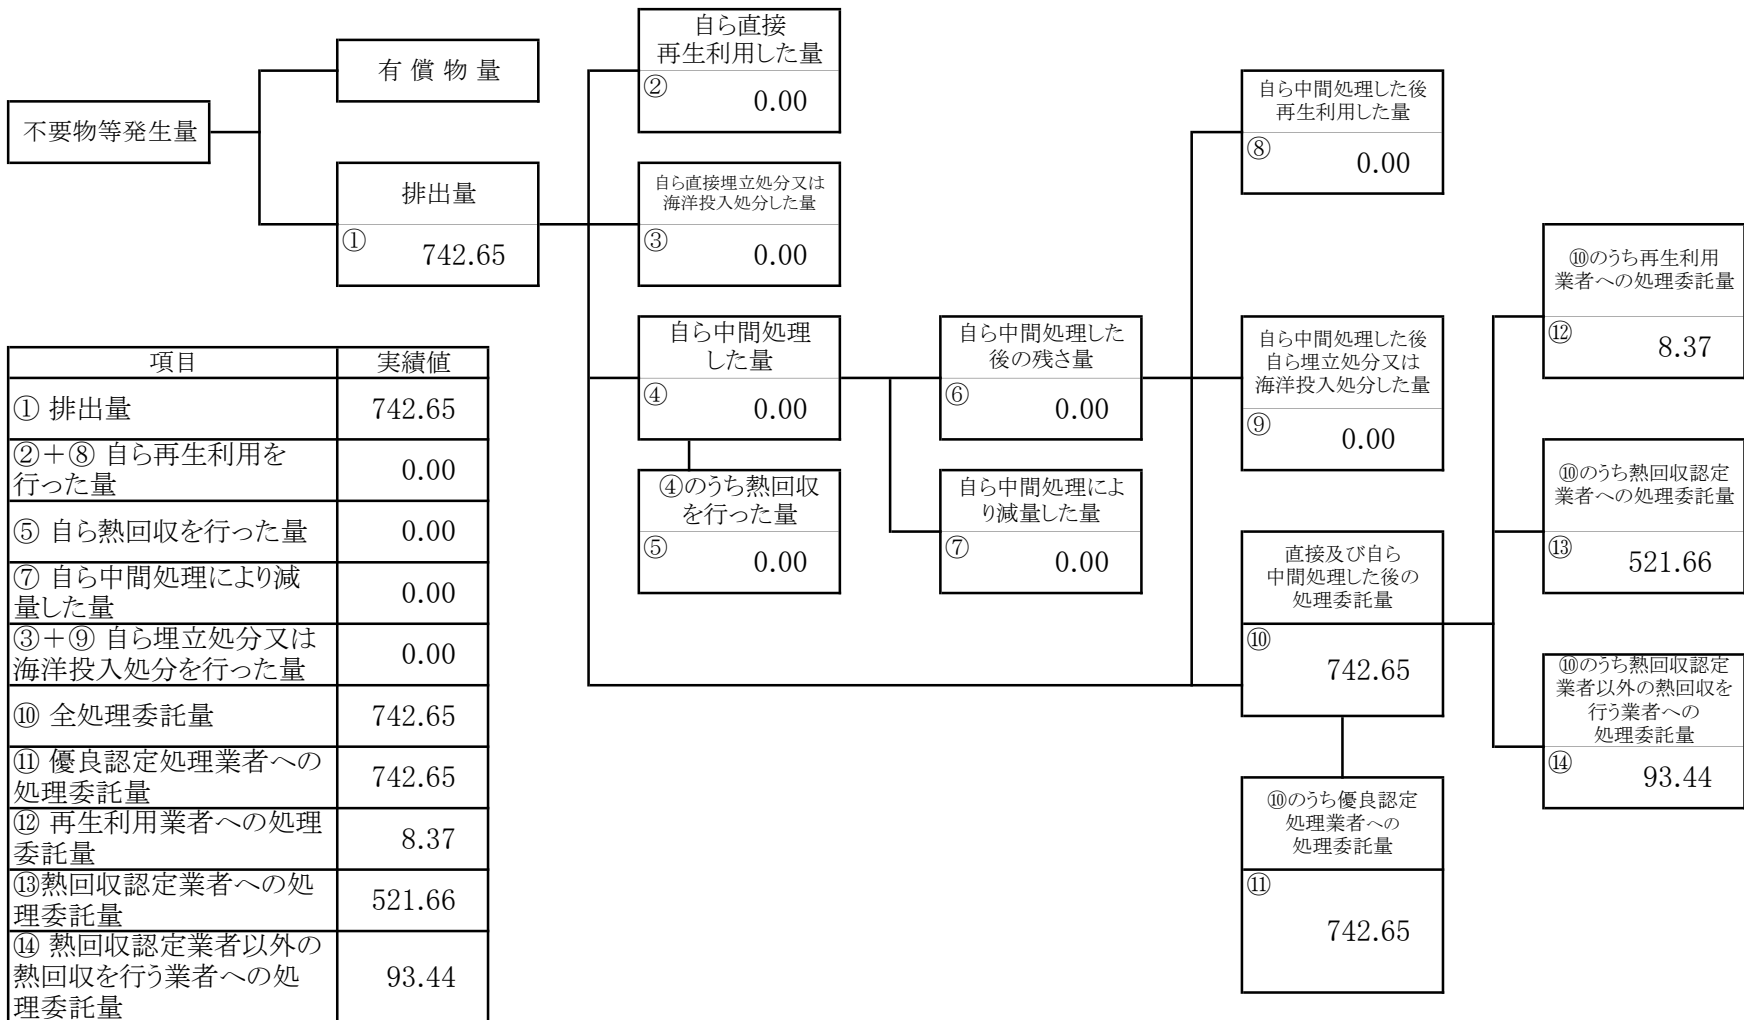 不要物等発生量
有 償 物 量
排出量
①
742.65
自ら直接
再生利用した量
②
0.00
自ら直接埋立処分又は
海洋投入処分した量
③
0.00
自ら中間処理
した量
④
0.00
④のうち熱回収
を行った量
⑤
0.00
自ら中間処理した
後の残さ量
⑥
0.00
自ら中間処理によ
り減量した量
⑦
0.00
自ら中間処理した後
再生利用した量
⑧
0.00
自ら中間処理した後
自ら埋立処分又は
海洋投入処分した量
⑨
0.00
直接及び自ら
中間処理した後の
処理委託量
⑩
742.65
⑩のうち優良認定
処理業者への
処理委託量
⑪
742.65
⑩のうち再生利用
業者への処理委託量
⑫
8.37
⑩のうち熱回収認定
業者への処理委託量
⑬
521.66
⑩のうち熱回収認定
業者以外の熱回収を
行う業者への
処理委託量
⑭
93.44
項目 実績値
① 排出量 742.65
②＋⑧ 自ら再生利用を
行った量 0.00
⑤ 自ら熱回収を行った量 0.00
⑦ 自ら中間処理により減
量した量 0.00
③＋⑨ 自ら埋立処分又は
海洋投入処分を行った量 0.00
⑩ 全処理委託量 742.65
⑪ 優良認定処理業者への
処理委託量 742.65
⑫ 再生利用業者への処理
委託量 8.37
⑬熱回収認定業者への処
理委託量 521.66
⑭ 熱回収認定業者以外の
熱回収を行う業者への処
理委託量 93.44